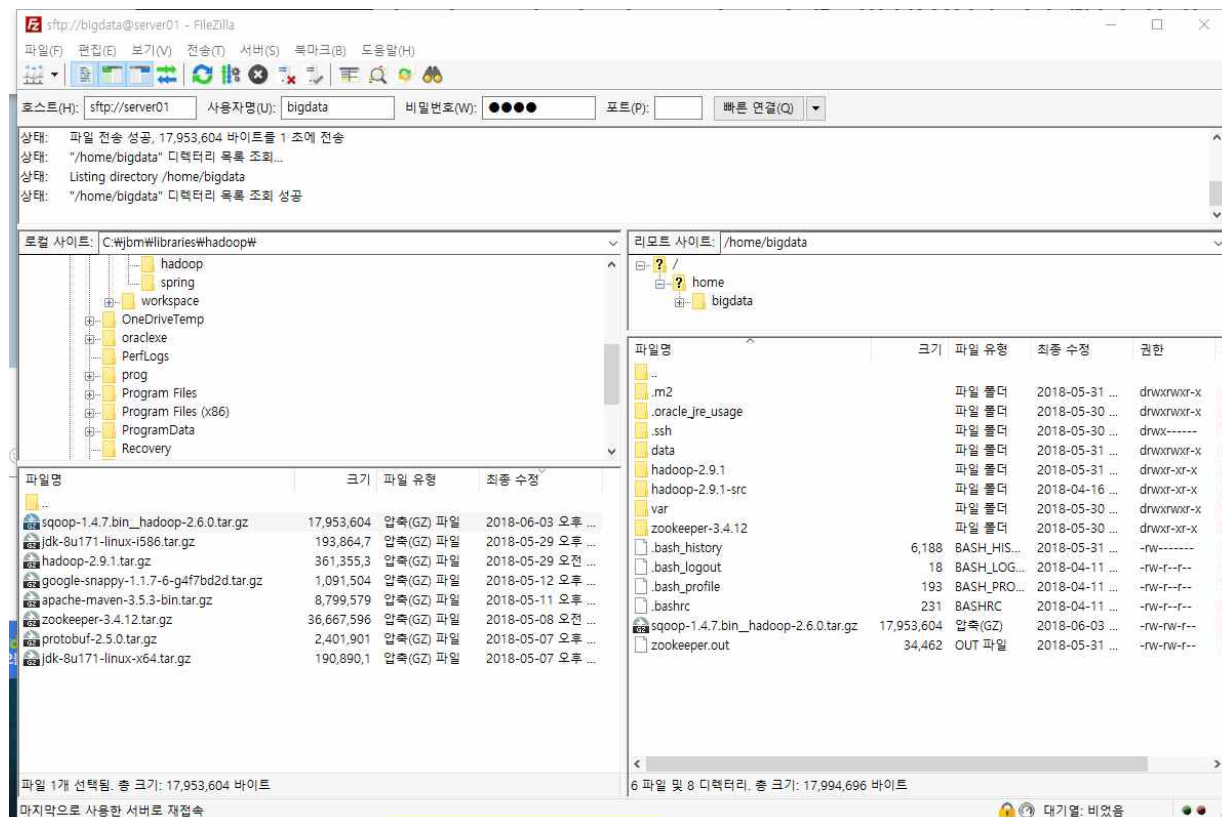 sftp://bigdata@server01 - FileZilla
파일(F) 편집(E) 보기(V) 전송(T) 서버(S) 북마크(B) 도움말(H)
호스트(H): sftp://server01 사용자명(U): bigdata 비밀번호(W): ●●●● 포트(P): 빠른 연결(Q)
상태: 파일 전송 성공, 17,953,604 바이트를 1 초에 전송
상태: "/home/bigdata" 디렉터리 목록 조회...
상태: Listing directory /home/bigdata
상태: "/home/bigdata" 디렉터리 목록 조회 성공
로컬 사이트: C:₩jbm₩libraries₩hadoop₩
hadoop
spring
workspace
OneDriveTemp
oraclexe
PerfLogs
prog
Program Files
Program Files (x86)
ProgramData
Recovery
파일명 크기 파일 유형 최종 수정
..
sqoop-1.4.7.bin__hadoop-2.6.0.tar.gz 17,953,604 압축(GZ) 파일 2018-06-03 오후 ...
jdk-8u171-linux-i586.tar.gz 193,864,7 압축(GZ) 파일 2018-05-29 오후 ...
hadoop-2.9.1.tar.gz 361,355,3 압축(GZ) 파일 2018-05-29 오전 ...
google-snappy-1.1.7-6-g4f7bd2d.tar.gz 1,091,504 압축(GZ) 파일 2018-05-12 오후 ...
apache-maven-3.5.3-bin.tar.gz 8,799,579 압축(GZ) 파일 2018-05-11 오후 ...
zookeeper-3.4.12.tar.gz 36,667,596 압축(GZ) 파일 2018-05-08 오전 ...
protobuf-2.5.0.tar.gz 2,401,901 압축(GZ) 파일 2018-05-07 오후 ...
jdk-8u171-linux-x64.tar.gz 190,890,1 압축(GZ) 파일 2018-05-07 오후 ...
파일 1개 선택됨. 총 크기: 17,953,604 바이트
리모트 사이트: /home/bigdata
/
home
bigdata
파일명 크기 파일 유형 최종 수정 권한
..
.m2 파일 폴더 2018-05-31 ... drwxrwxr-x
.oracle_jre_usage 파일 폴더 2018-05-30 ... drwxrwxr-x
.ssh 파일 폴더 2018-05-30 ... drwx------
data 파일 폴더 2018-05-31 ... drwxrwxr-x
hadoop-2.9.1 파일 폴더 2018-05-31 ... drwxr-xr-x
hadoop-2.9.1-src 파일 폴더 2018-04-16 ... drwxr-xr-x
var 파일 폴더 2018-05-31 ... drwxrwxr-x
zookeeper-3.4.12 파일 폴더 2018-05-31 ... drwxr-xr-x
.bash_history 6,188 BASH_HIS... 2018-05-31 ... -rw-------
.bash_logout 18 BASH_LOG... 2018-04-11 ... -rw-r--r--
.bash_profile 193 BASH_PRO... 2018-04-11 ... -rw-r--r--
.bashrc 231 BASHRC 2018-04-11 ... -rw-r--r--
sqoop-1.4.7.bin__hadoop-2.6.0.tar.gz 17,953,604 압축(GZ) 2018-06-03 ... -rw-rw-r--
zookeeper.out 34,462 OUT 파일 2018-05-31 ... -rw-rw-r--
6 파일 및 8 디렉터리. 총 크기: 17,994,696 바이트
마지막으로 사용한 서버로 재접속 대기열: 비었음